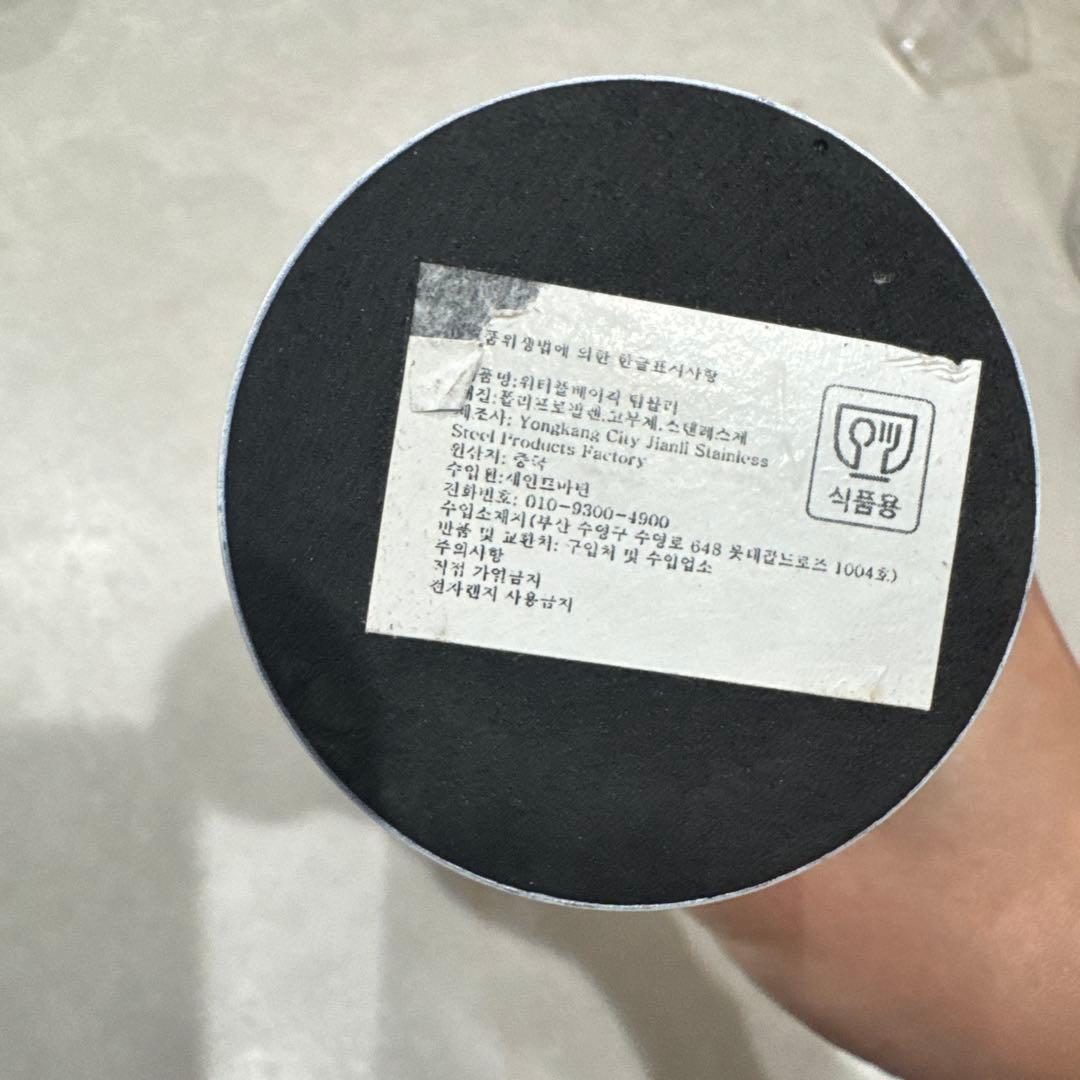 품위생법에 의한 한글표시사항
품명:위티블베이직 텀블러
재질:폴리프로필렌,고무제,스텐레스제
제조사: Yongkang City Jianli Stainless
Steel Products Factory
원산지: 중국
수입원:세인트마틴
전화번호: 010-9300-4900
수입소재지(부산 수영구 수영로 648 롯데골드로즈 1004호)
반품 및 교환처: 구입처 및 수입업소
주의사항
직접 가열금지
전자랜지 사용금지
식품용